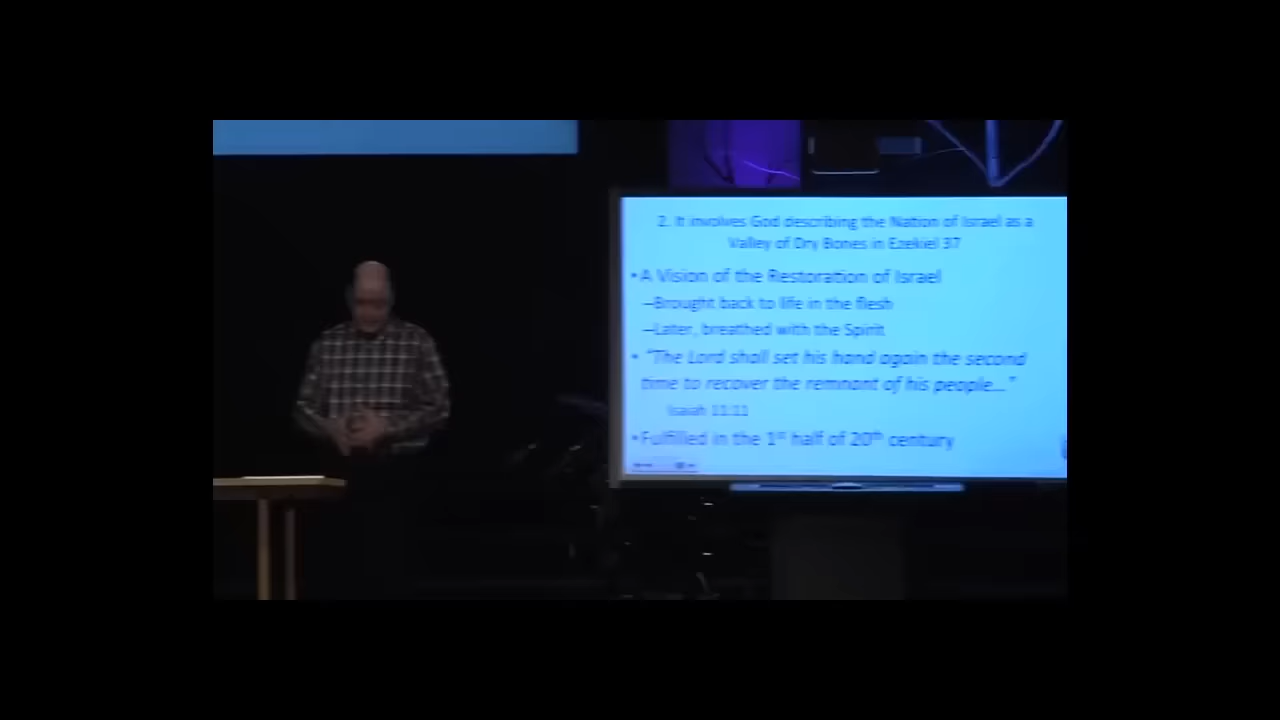 2. It involves God describing the Nation of Israel as a
Valley of Dry Bones in Ezekiel 37
•A Vision of the Restoration of Israel
–Brought back to life in the flesh
–Later, breathed with the Spirit
• "The Lord shall set his hand again the second
time to recover the remnant of his people..."
Isaiah 11:11
•Fulfilled in the 1st half of 20th century